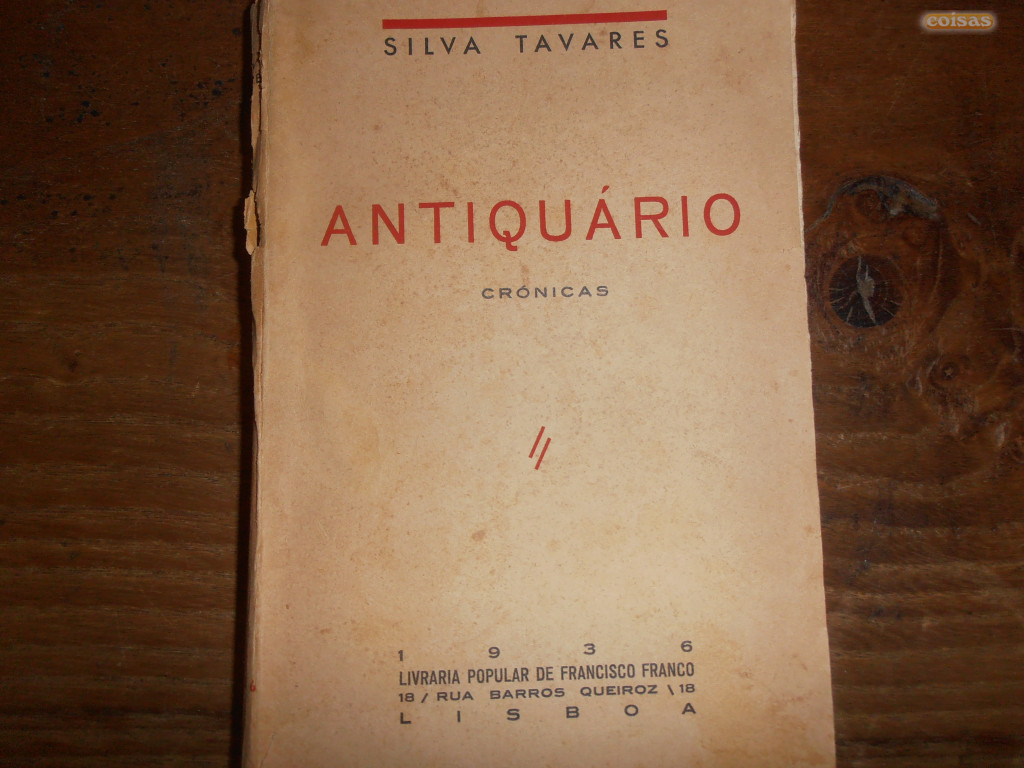 coisas
SILVA TAVARES
ANTIQUÁRIO
CRÓNICAS
1936
LIVRARIA POPULAR DE FRANCISCO FRANCO
18 / RUA BARROS QUEIROZ \ 18
LISBOA